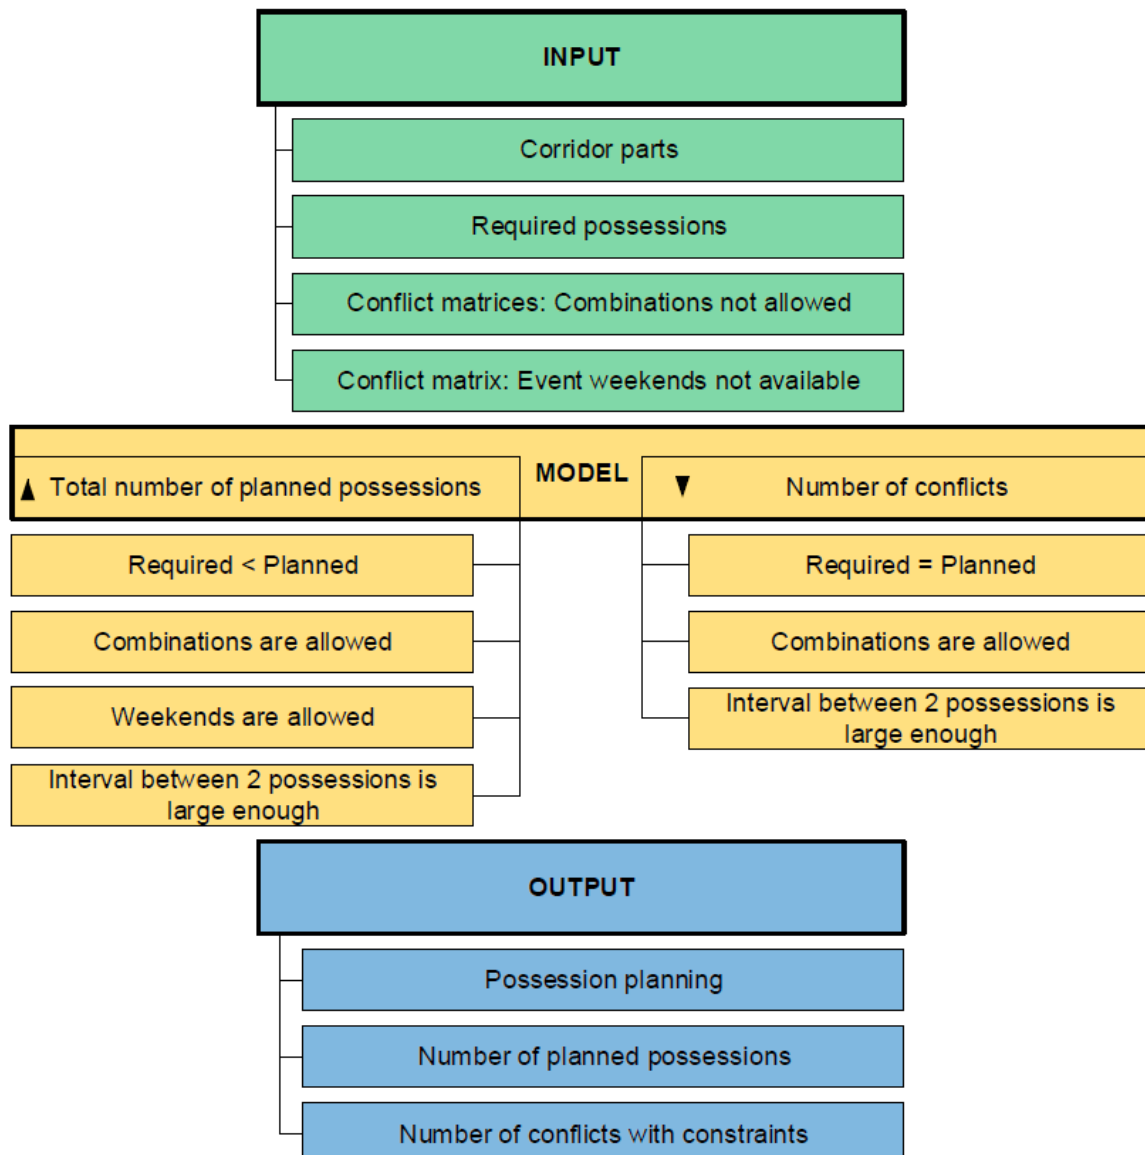 INPUT
Corridor parts
Required possessions
Conflict matrices: Combinations not allowed
Conflict matrix: Event weekends not available
MODEL
▲ Total number of planned possessions
Required < Planned
Combinations are allowed
Weekends are allowed
Interval between 2 possessions is
large enough
▼ Number of conflicts
Required = Planned
Combinations are allowed
Interval between 2 possessions is
large enough
OUTPUT
Possession planning
Number of planned possessions
Number of conflicts with constraints